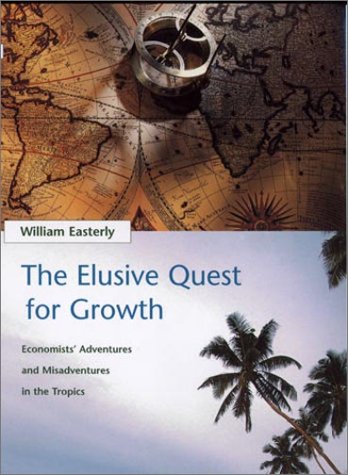 William Easterly
The Elusive Quest
for Growth
Economists' Adventures
and Misadventures
in the Tropics